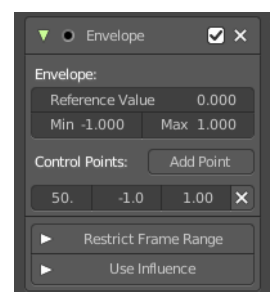 Envelope
Envelope:
Reference Value 0.000
Min -1.000 Max 1.000
Control Points: Add Point
50. -1.0 1.00
Restrict Frame Range
Use Influence